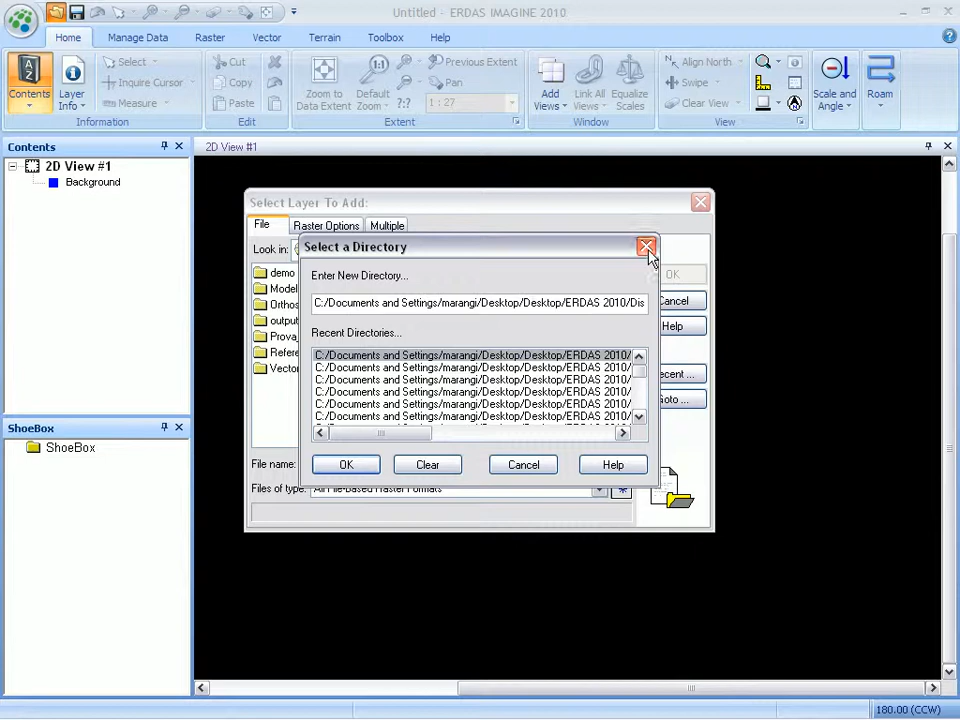 Untitled - ERDAS IMAGINE 2010
Home Manage Data Raster Vector Terrain Toolbox Help
Contents
Layer Info
Select
Inquire Cursor
Measure
Information
Cut
Copy
Paste
Edit
Zoom to Data Extent
Default Zoom
Previous Extent
Pan
1 : 27
Extent
Add Views
Link All Views
Equalize Scales
Window
Align North
Swipe
Clear View
View
Scale and Angle
Roam
Contents
2D View #1
Background
ShoeBox
ShoeBox
2D View #1
Select Layer To Add:
File Raster Options Multiple
Look in:
demo
Model
Orthos
output
Prova
Refere
Vector
File name:
Files of type: All File-based Raster Formats
OK
Cancel
Help
ecent ...
Goto ...
Select a Directory
Enter New Directory...
C:/Documents and Settings/marangi/Desktop/Desktop/ERDAS 2010/Dis
Recent Directories...
C:/Documents and Settings/marangi/Desktop/Desktop/ERDAS 2010/
C:/Documents and Settings/marangi/Desktop/Desktop/ERDAS 2010/
C:/Documents and Settings/marangi/Desktop/Desktop/ERDAS 2010/
C:/Documents and Settings/marangi/Desktop/Desktop/ERDAS 2010/
C:/Documents and Settings/marangi/Desktop/Desktop/ERDAS 2010/
C:/Documents and Settings/marangi/Desktop/Desktop/ERDAS 2010/
OK Clear Cancel Help
180.00 (CCW)